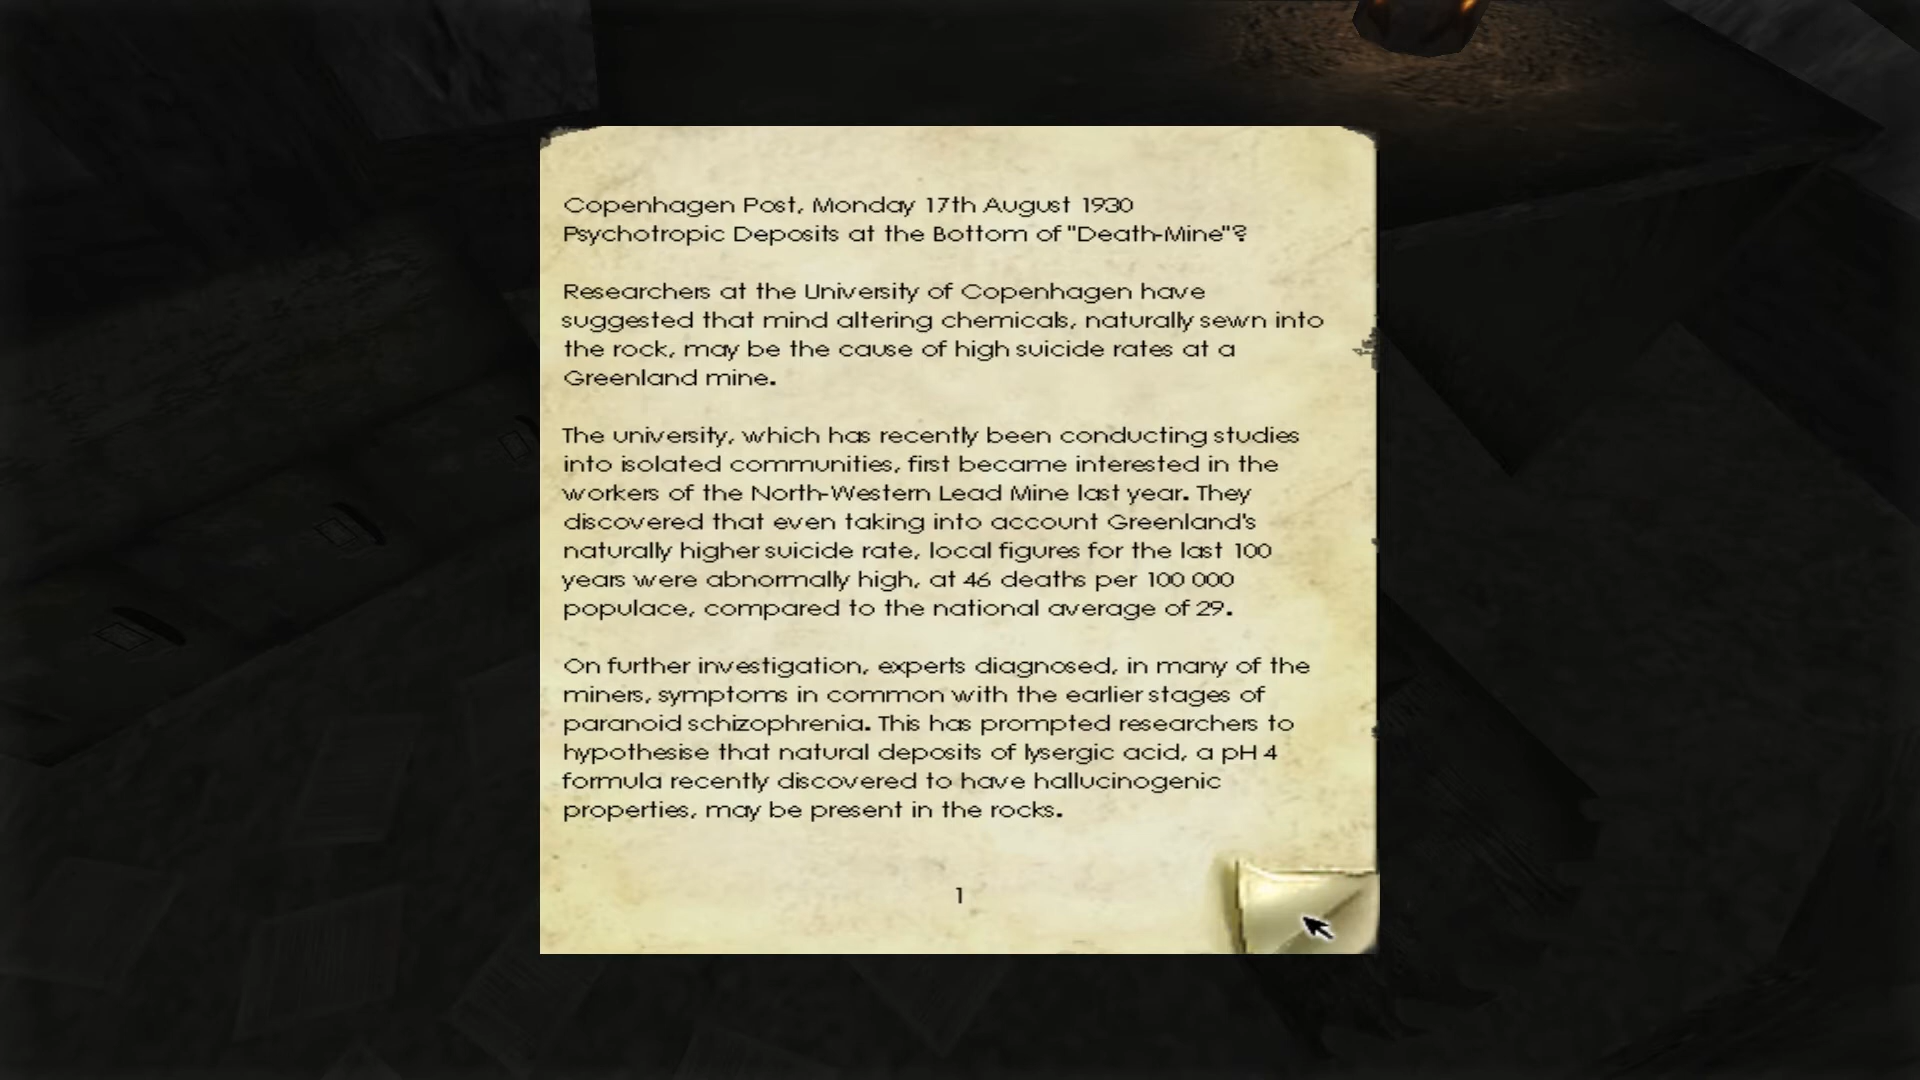 Copenhagen Post, Monday 17th August 1930
Psychotropic Deposits at the Bottom of "Death-Mine"?
Researchers at the University of Copenhagen have
suggested that mind altering chemicals, naturally sewn into
the rock, may be the cause of high suicide rates at a
Greenland mine.
The university, which has recently been conducting studies
into isolated communities, first became interested in the
workers of the North-Western Lead Mine last year. They
discovered that even taking into account Greenland's
naturally higher suicide rate, local figures for the last 100
years were abnormally high, at 46 deaths per 100 000
populace, compared to the national average of 29.
On further investigation, experts diagnosed, in many of the
miners, symptoms in common with the earlier stages of
paranoid schizophrenia. This has prompted researchers to
hypothesise that natural deposits of lysergic acid, a pH 4
formula recently discovered to have hallucinogenic
properties, may be present in the rocks.
1